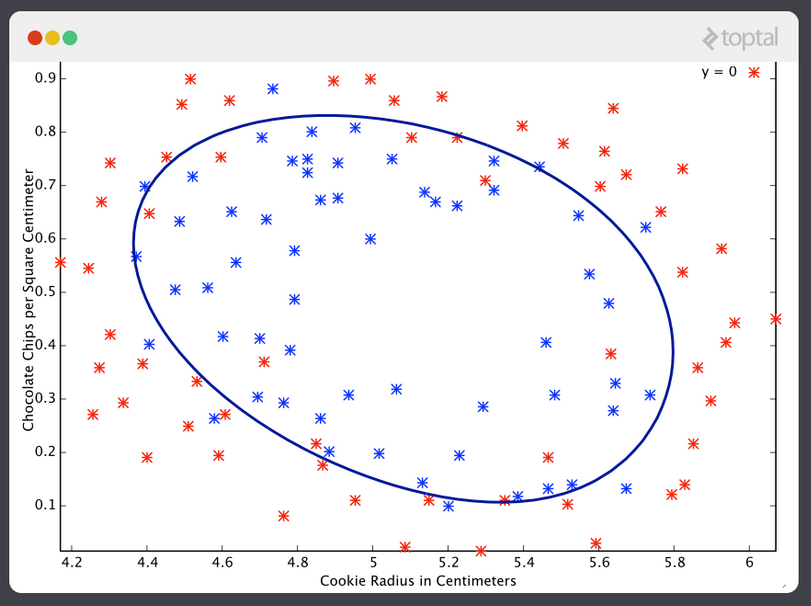 toptal
y = 0
0.9
0.8
0.7
0.6
0.5
0.4
0.3
0.2
0.1
Chocolate Chips per Square Centimeter
4.2 4.4 4.6 4.8 5 5.2 5.4 5.6 5.8 6
Cookie Radius in Centimeters